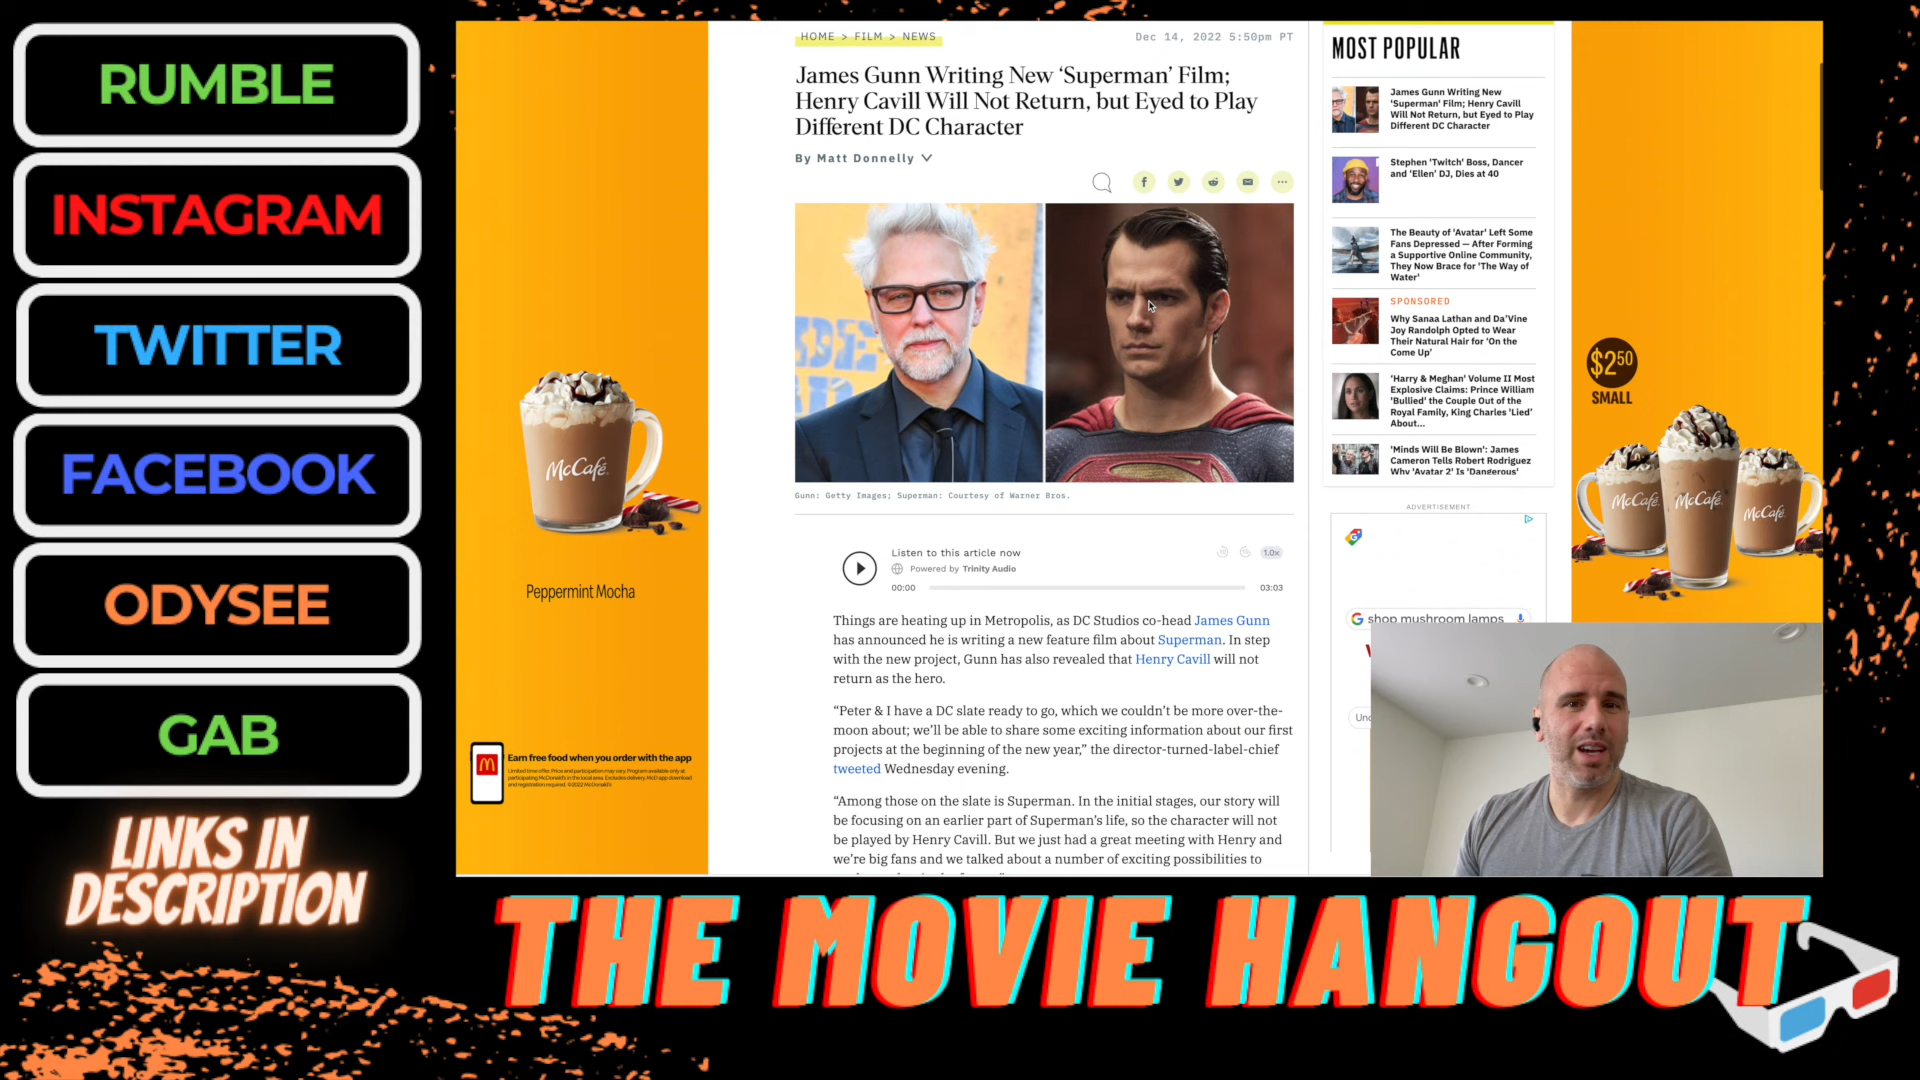 RUMBLE
INSTAGRAM
TWITTER
FACEBOOK
ODYSEE
GAB
LINKS IN
DESCRIPTION
McCafé
Peppermint Mocha
Earn free food when you order with the app
HOME > FILM > NEWS
Dec 14, 2022 5:50pm PT
James Gunn Writing New ‘Superman’ Film;
Henry Cavill Will Not Return, but Eyed to Play
Different DC Character
By Matt Donnelly
Gunn: Getty Images; Superman: Courtesy of Warner Bros.
Listen to this article now
Powered by Trinity Audio
1.0x
00:00
03:03
Things are heating up in Metropolis, as DC Studios co-head James Gunn
has announced he is writing a new feature film about Superman. In step
with the new project, Gunn has also revealed that Henry Cavill will not
return as the hero.
“Peter & I have a DC slate ready to go, which we couldn’t be more over-the-
moon about; we’ll be able to share some exciting information about our first
projects at the beginning of the new year,” the director-turned-label-chief
tweeted Wednesday evening.
“Among those on the slate is Superman. In the initial stages, our story will
be focusing on an earlier part of Superman’s life, so the character will not
be played by Henry Cavill. But we just had a great meeting with Henry and
we’re big fans and we talked about a number of exciting possibilities to
MOST POPULAR
James Gunn Writing New
'Superman' Film; Henry Cavill
Will Not Return, but Eyed to Play
Different DC Character
Stephen 'Twitch' Boss, Dancer
and ‘Ellen’ DJ, Dies at 40
The Beauty of 'Avatar' Left Some
Fans Depressed — After Forming
a Supportive Online Community,
They Now Brace for 'The Way of
Water'
SPONSORED
Why Sanaa Lathan and Da’Vine
Joy Randolph Opted to Wear
Their Natural Hair for ‘On the
Come Up’
‘Harry & Meghan’ Volume II Most
Explosive Claims: Prince William
‘Bullied’ the Couple Out of the
Royal Family, King Charles ‘Lied’
About...
'Minds Will Be Blown': James
Cameron Tells Robert Rodriguez
Why 'Avatar 2' Is 'Dangerous'
ADVERTISEMENT
shop mushroom lamps
$250
SMALL
McCafé
McCafé
McCafé
THE MOVIE HANGOUT